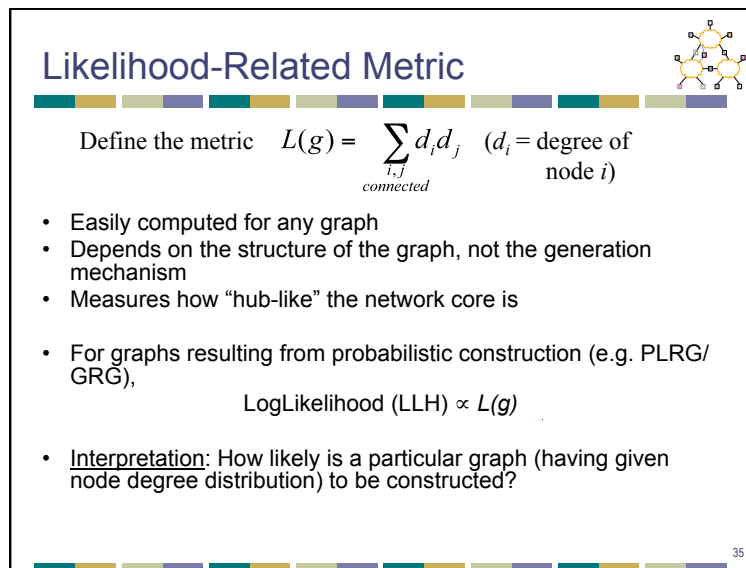 Likelihood-Related Metric
Define the metric L(g) = ∑ d_i d_j (d_i = degree of
i, j
connected
node i)
• Easily computed for any graph
• Depends on the structure of the graph, not the generation
mechanism
• Measures how “hub-like” the network core is
• For graphs resulting from probabilistic construction (e.g. PLRG/
GRG),
LogLikelihood (LLH) ∝ L(g)
• Interpretation: How likely is a particular graph (having given
node degree distribution) to be constructed?
35